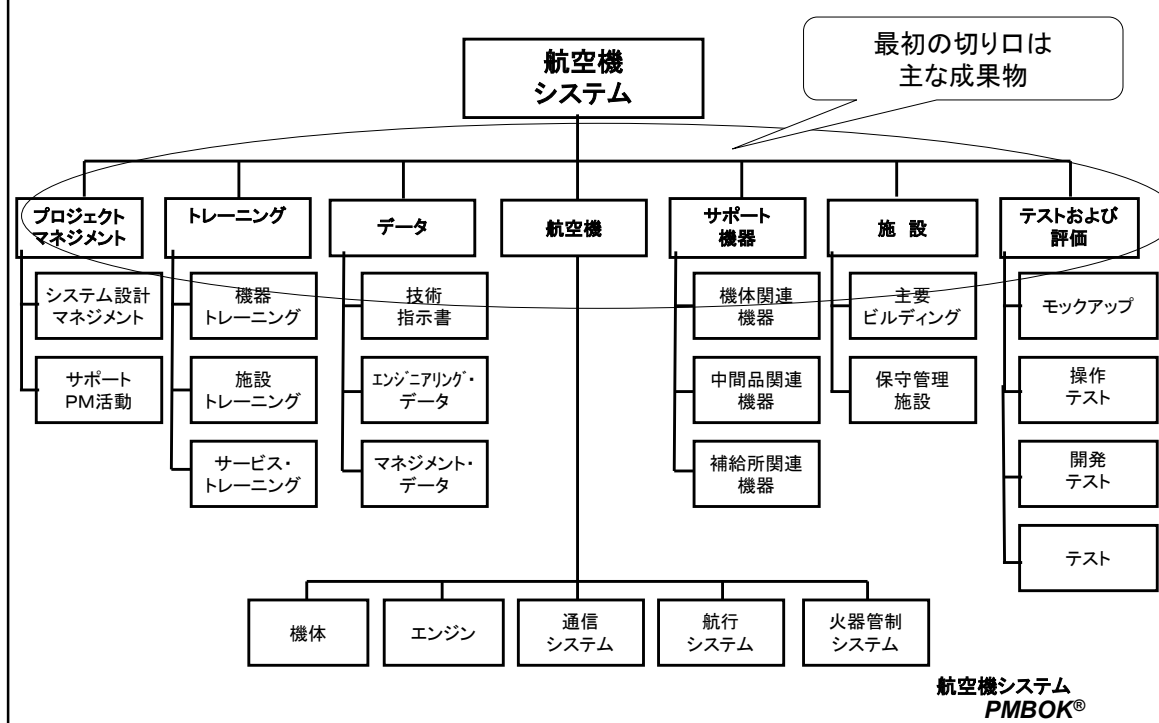 航空機
システム
最初の切り口は
主な成果物
プロジェクト
マネジメント
トレーニング
データ
航空機
サポート
機器
施 設
テストおよび
評価
システム設計
マネジメント
サポート
PM活動
機器
トレーニング
施設
トレーニング
サービス・
トレーニング
技術
指示書
エンジニアリング・
データ
マネジメント・
データ
機体関連
機器
中間品関連
機器
補給所関連
機器
主要
ビルディング
保守管理
施設
モックアップ
操作
テスト
開発
テスト
テスト
機体
エンジン
通信
システム
航行
システム
火器管制
システム
航空機システム
PMBOK®